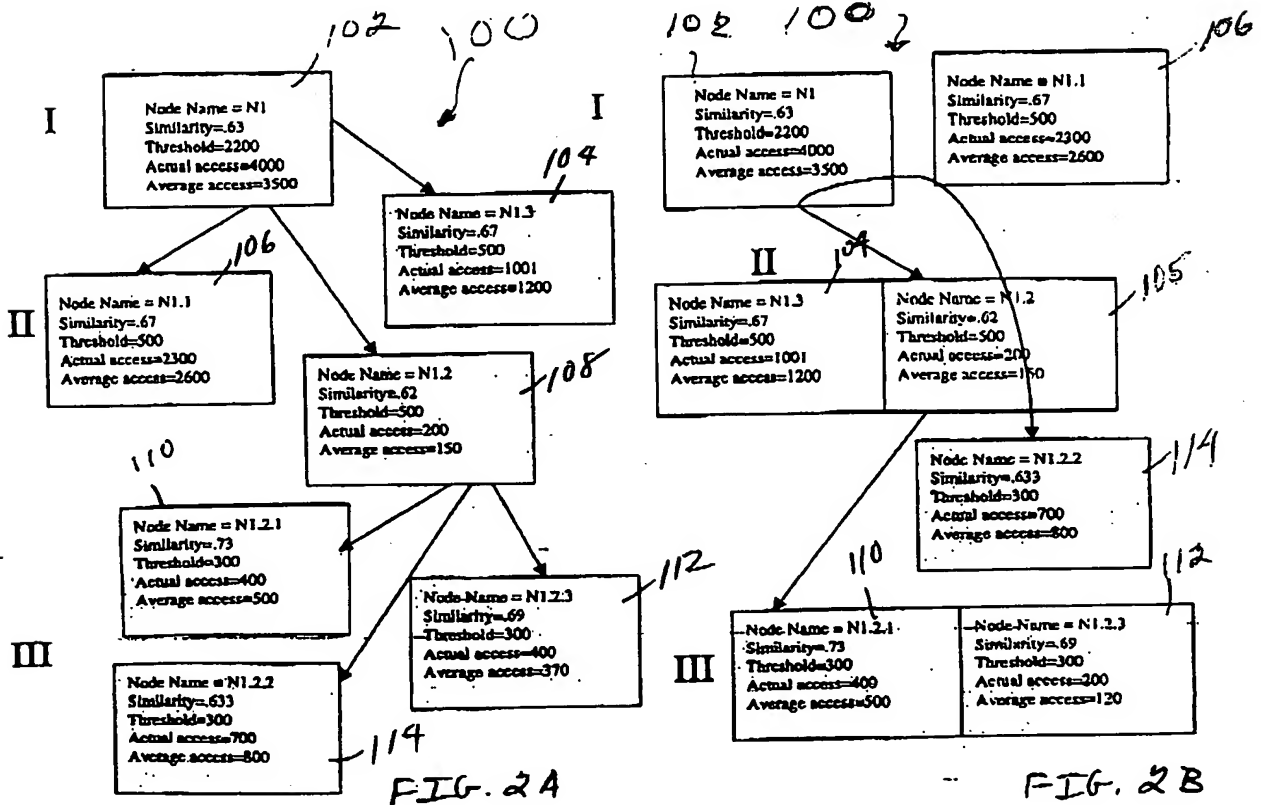 102
100
I
Node Name = N1
Similarity=.63
Threshold=2200
Actual access=4000
Average access=3500
104
Node Name = N1.3
Similarity=.67
Threshold=500
Actual access=1001
Average access=1200
106
II
Node Name = N1.1
Similarity=.67
Threshold=500
Actual access=2300
Average access=2600
108
Node Name = N1.2
Similarity=.62
Threshold=500
Actual access=200
Average access=150
110
Node Name = N1.2.1
Similarity=.73
Threshold=300
Actual access=400
Average access=500
112
Node Name = N1.2.3
Similarity=.69
Threshold=300
Actual access=400
Average access=370
III
Node Name = N1.2.2
Similarity=.633
Threshold=300
Actual access=700
Average access=800
114
FIG. 2A
102
100
106
I
Node Name = N1
Similarity=.63
Threshold=2200
Actual access=4000
Average access=3500
Node Name = N1.1
Similarity=.67
Threshold=500
Actual access=2300
Average access=2600
II
104
105
Node Name = N1.3
Similarity=.67
Threshold=500
Actual access=1001
Average access=1200
Node Name = N1.2
Similarity=.62
Threshold=500
Actual access=200
Average access=150
114
Node Name = N1.2.2
Similarity=.633
Threshold=300
Actual access=700
Average access=800
110
112
III
Node Name = N1.2.1
Similarity=.73
Threshold=300
Actual access=400
Average access=500
Node Name = N1.2.3
Similarity=.69
Threshold=300
Actual access=200
Average access=120
FIG. 2B